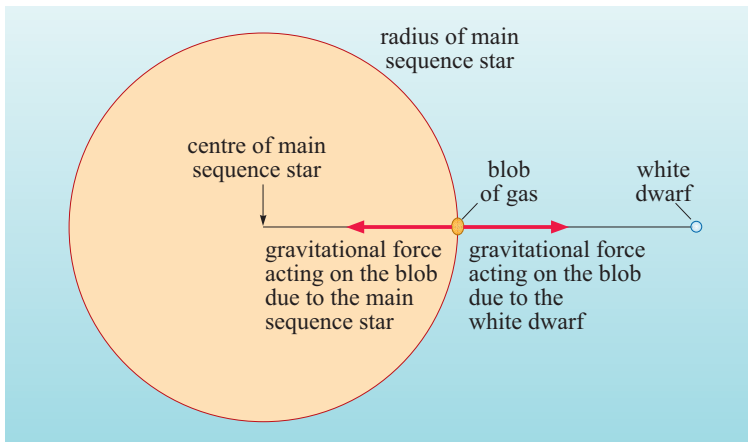 radius of main
sequence star
centre of main
sequence star
blob
of gas
white
dwarf
gravitational force
acting on the blob
due to the main
sequence star
gravitational force
acting on the blob
due to the
white dwarf